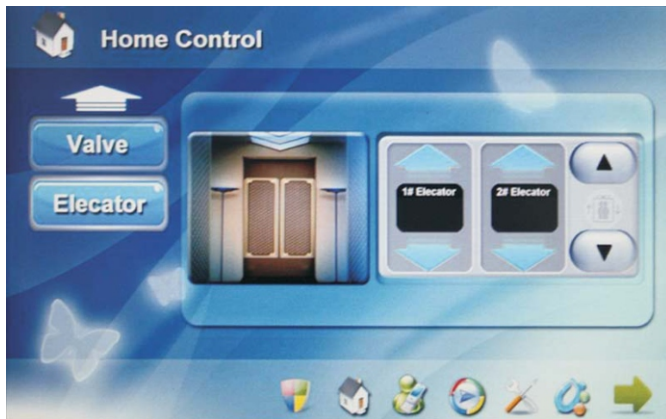 Home Control
Valve
Elecator
1# Elecator
2# Elecator